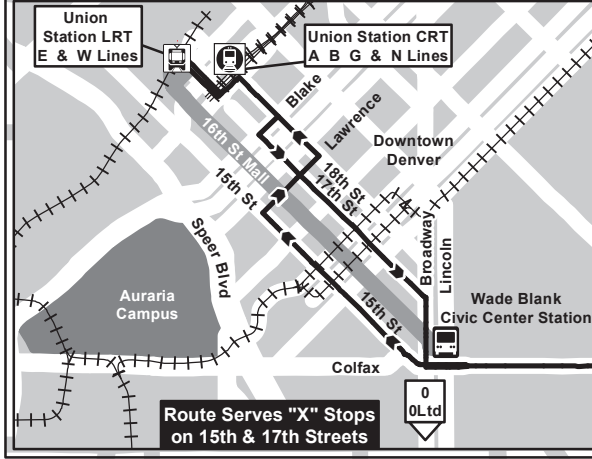 Union
Station LRT
E & W Lines
Union Station CRT
A B G & N Lines
Blake
Lawrence
Downtown
Denver
16th St Mall
15th St
18th St
17th St
Speer Blvd
Broadway
Lincoln
Auraria
Campus
15th St
Wade Blank
Civic Center Station
Colfax
0
0Ltd
Route Serves "X" Stops
on 15th & 17th Streets